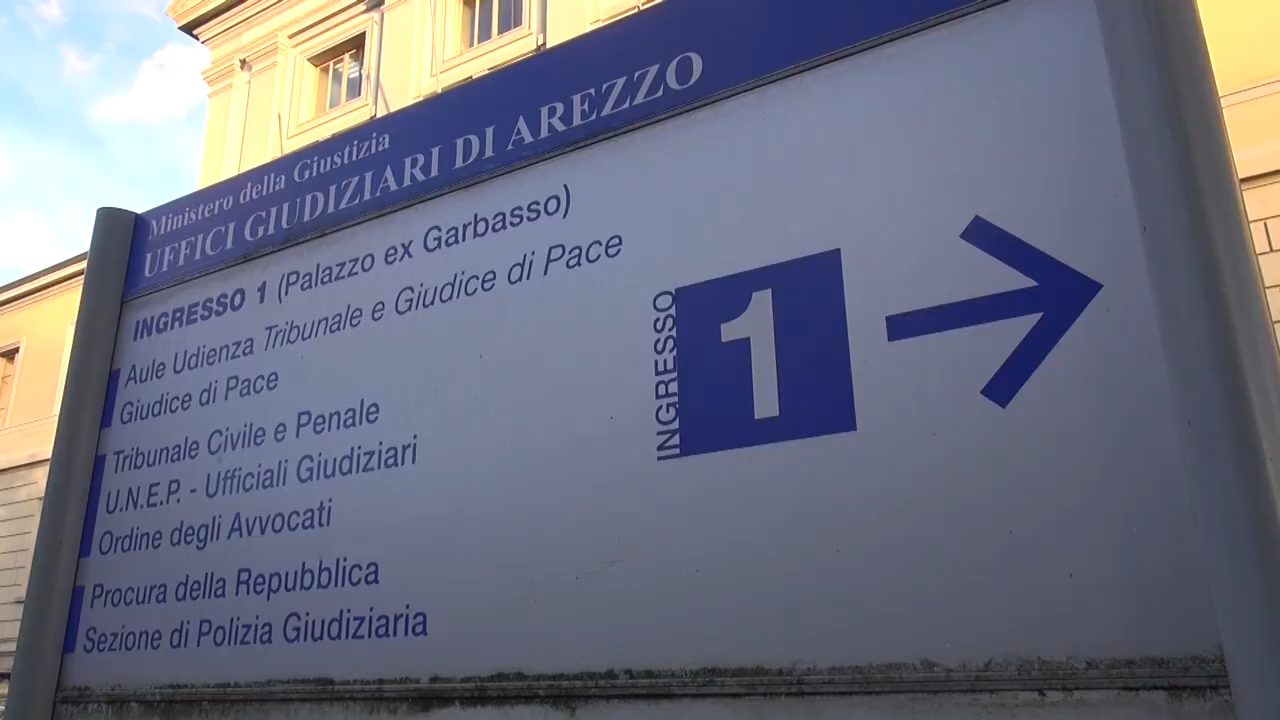 Ministero della Giustizia
UFFICI GIUDIZIARI DI AREZZO
INGRESSO 1 (Palazzo ex Garbasso)
Aule Udienza Tribunale e Giudice di Pace
Giudice di Pace
Tribunale Civile e Penale
U.N.E.P. - Ufficiali Giudiziari
Ordine degli Avvocati
Procura della Repubblica
Sezione di Polizia Giudiziaria
INGRESSO
1